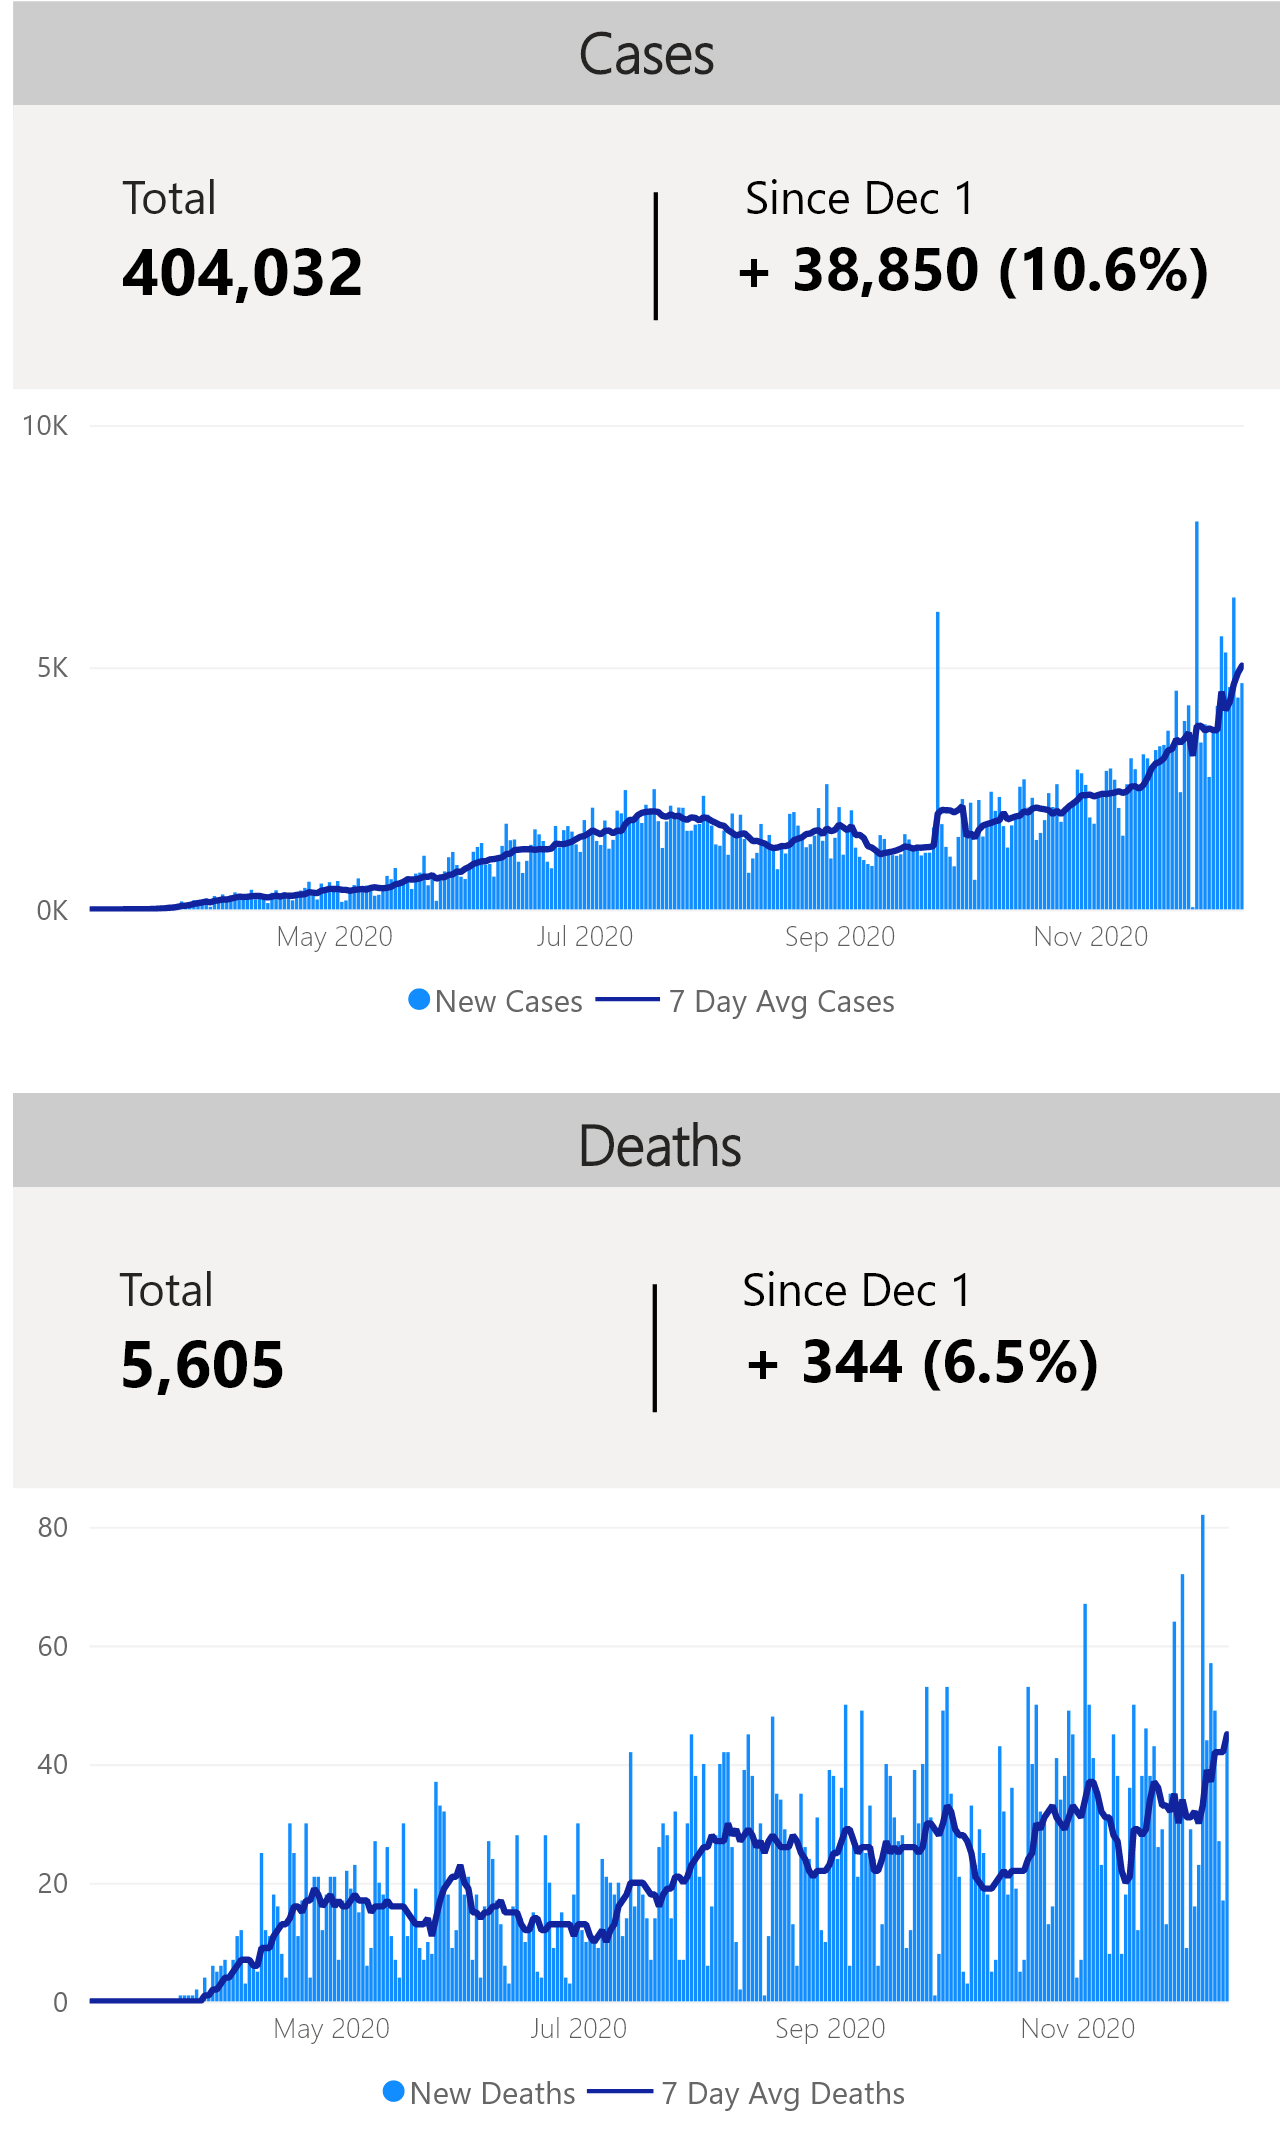 Cases
Total
Since Dec 1
404,032
+ 38,850 (10.6%)
10K
5K
0K
May 2020
Jul 2020
Sep 2020
Nov 2020
New Cases
7 Day Avg Cases
Deaths
Total
Since Dec 1
5,605
+ 344 (6.5%)
80
60
40
20
0
May 2020
Jul 2020
Sep 2020
Nov 2020
New Deaths
7 Day Avg Deaths